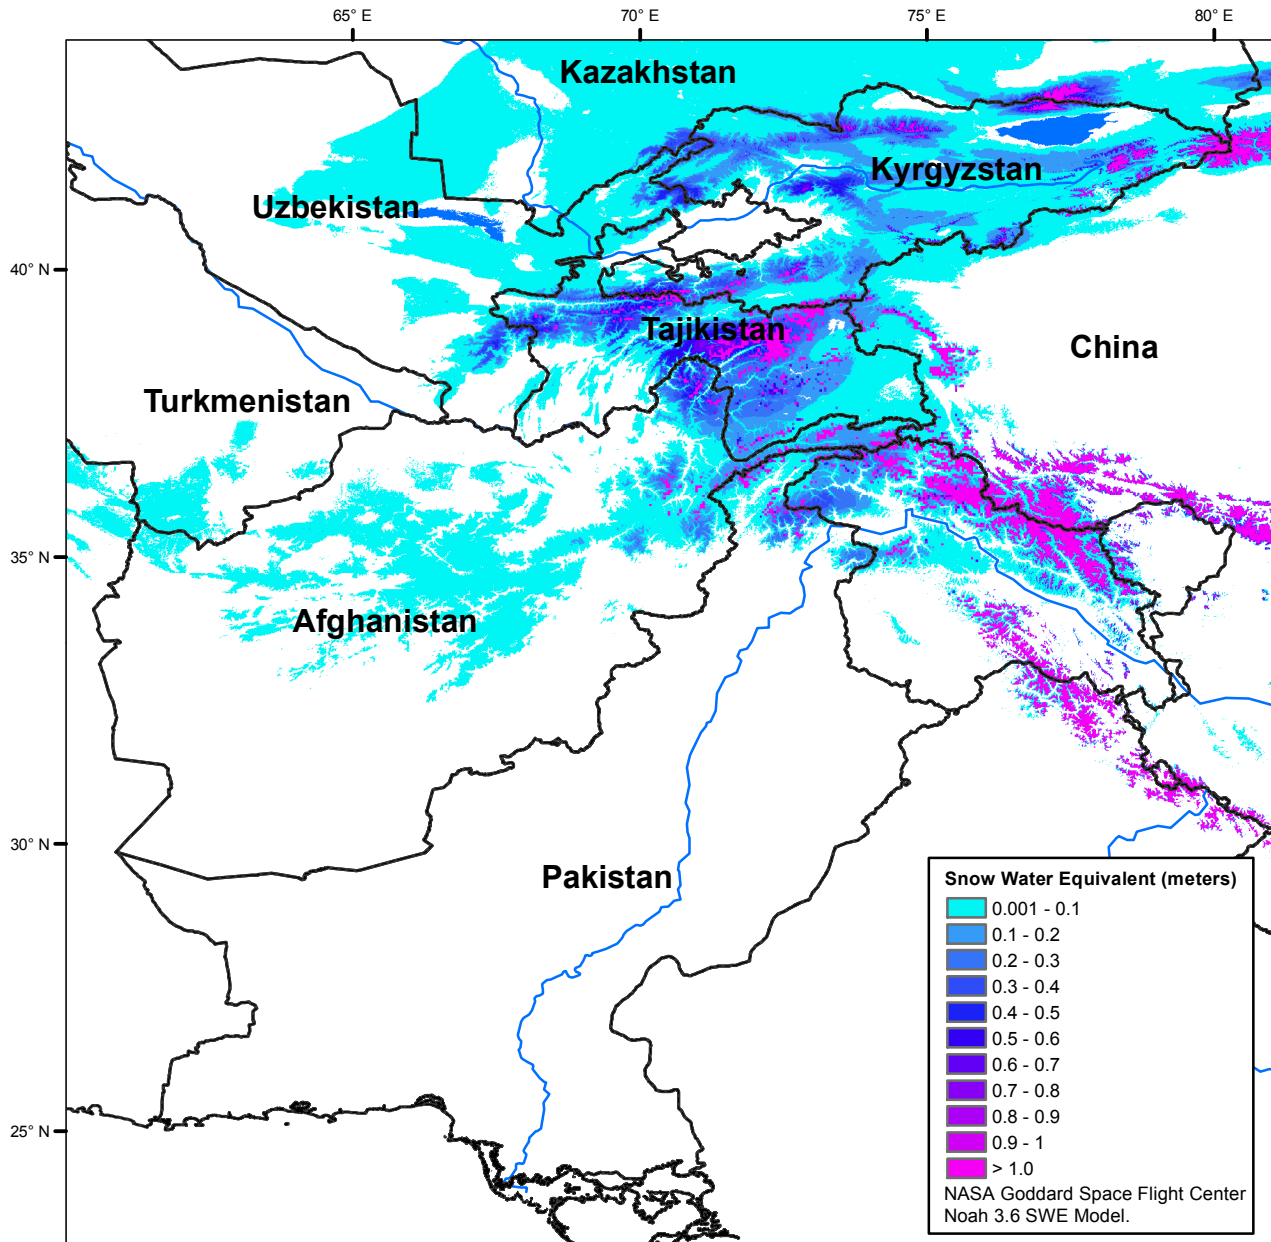 65° E
70° E
75° E
80° E
Kazakhstan
Kyrgyzstan
Uzbekistan
40° N
Tajikistan
China
Turkmenistan
35° N
Afghanistan
30° N
Pakistan
25° N
Snow Water Equivalent (meters)
0.001 - 0.1
0.1 - 0.2
0.2 - 0.3
0.3 - 0.4
0.4 - 0.5
0.5 - 0.6
0.6 - 0.7
0.7 - 0.8
0.8 - 0.9
0.9 - 1
> 1.0
NASA Goddard Space Flight Center
Noah 3.6 SWE Model.